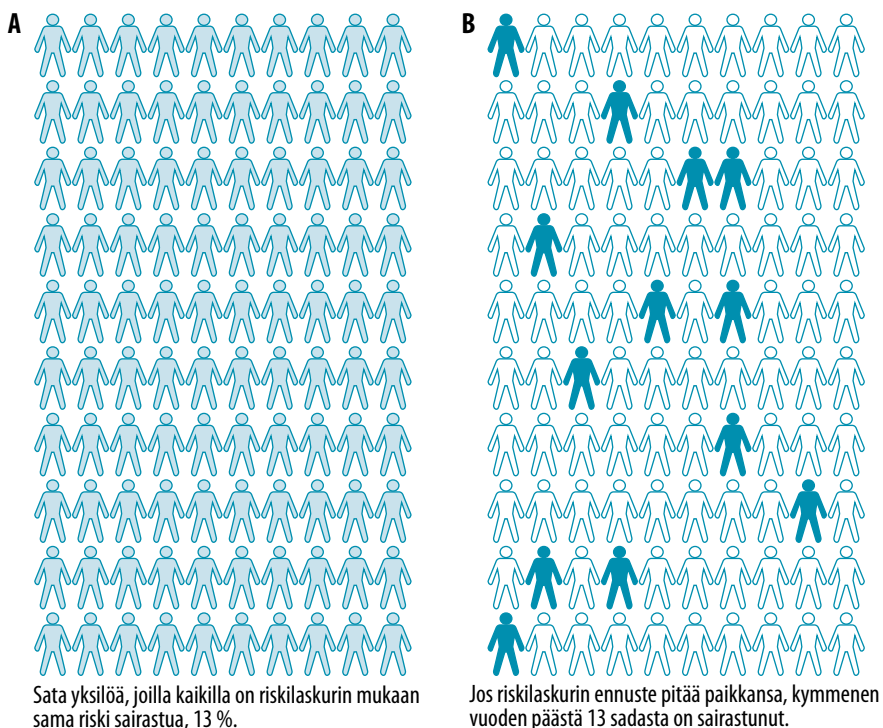 A
Sata yksilöä, joilla kaikilla on riskilaskurin mukaan
sama riski sairastua, 13 %.
B
Jos riskilaskurin ennuste pitää paikkansa, kymmenen
vuoden päästä 13 sadasta on sairastunut.